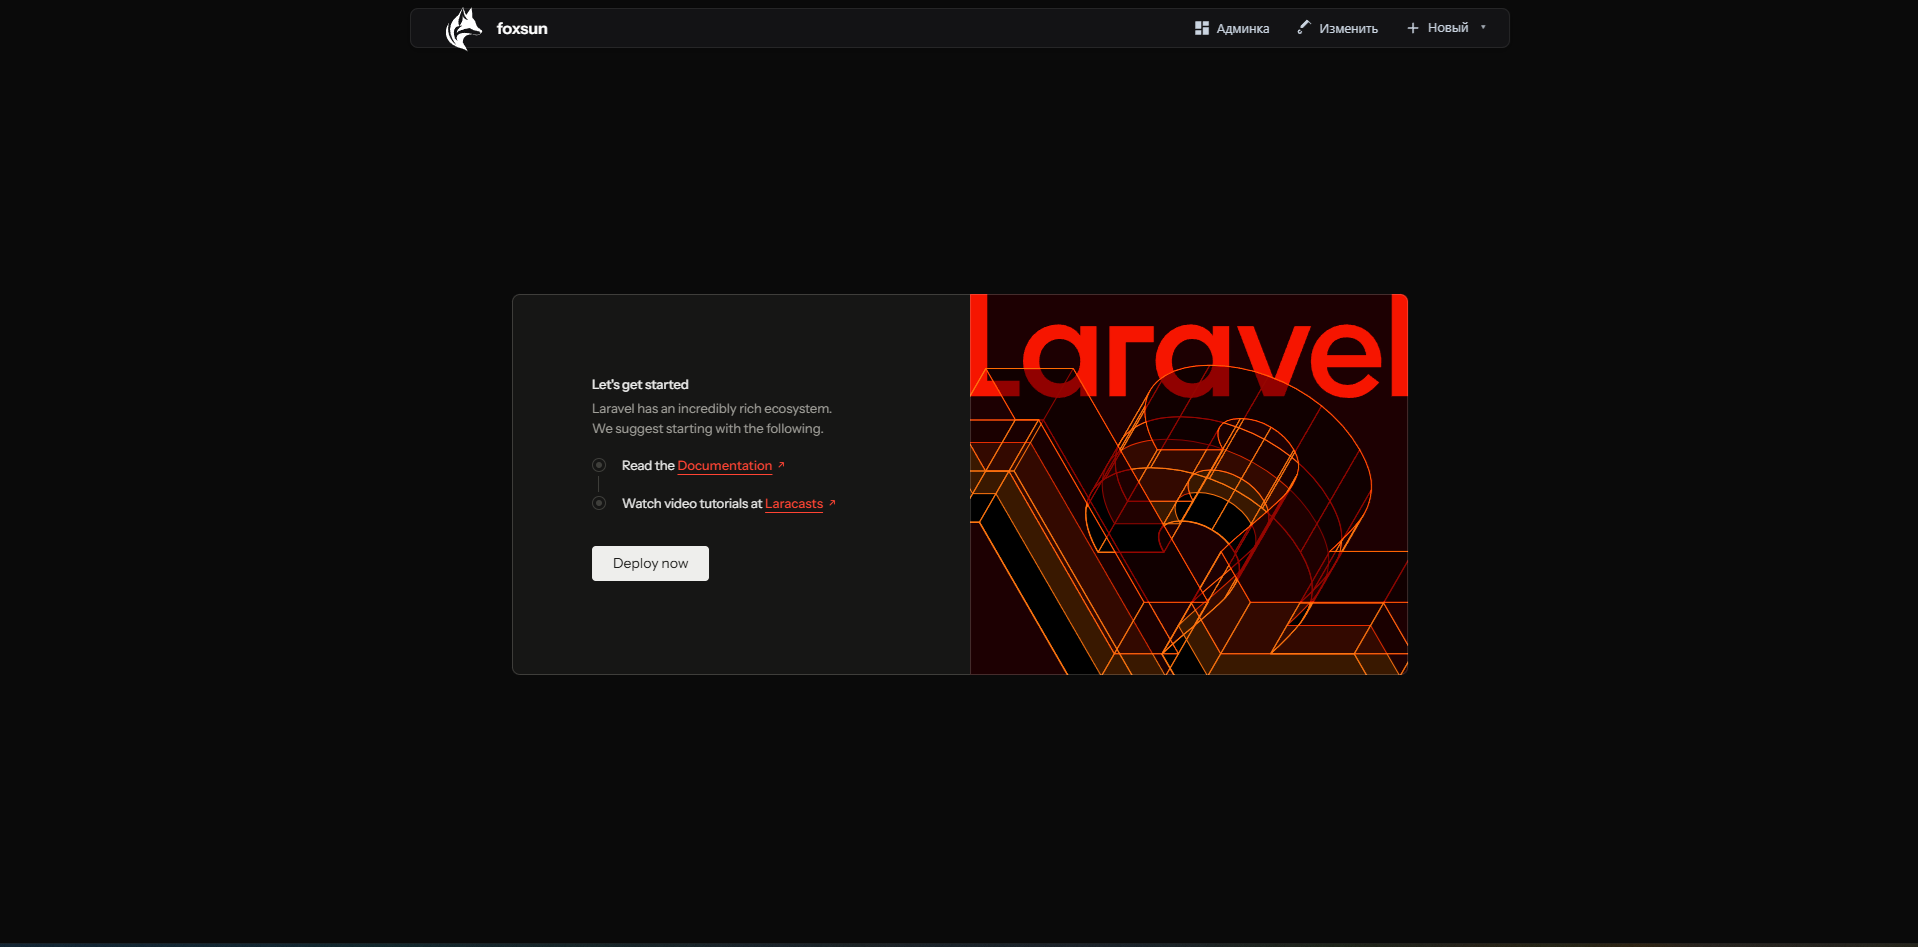 foxsun
Админка
Изменить
Новый
Laravel
Let's get started
Laravel has an incredibly rich ecosystem.
We suggest starting with the following.
Read the Documentation
Watch video tutorials at Laracasts
Deploy now